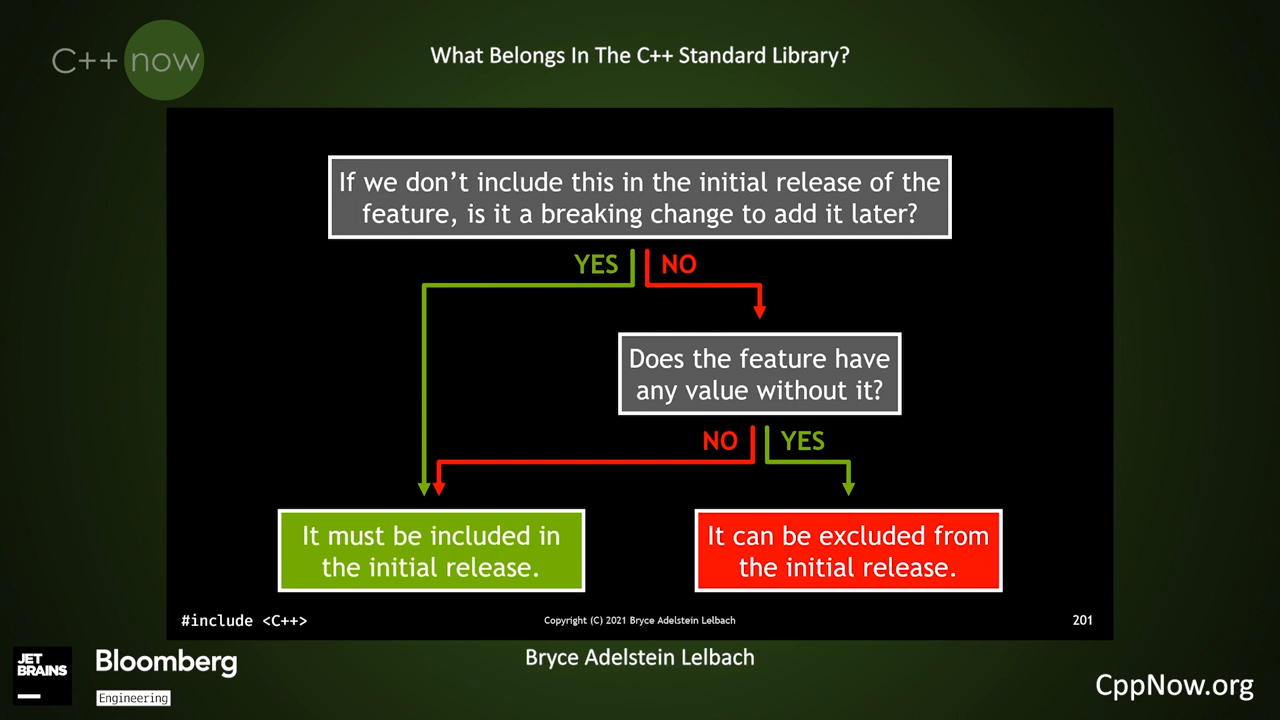 C++ now
What Belongs In The C++ Standard Library?
If we don't include this in the initial release of the
feature, is it a breaking change to add it later?
YES
NO
Does the feature have
any value without it?
NO
YES
It must be included in
the initial release.
It can be excluded from
the initial release.
#include <C++>
Copyright (C) 2021 Bryce Adelstein Lelbach
201
JET
BRAINS
Bloomberg
Engineering
Bryce Adelstein Lelbach
CppNow.org